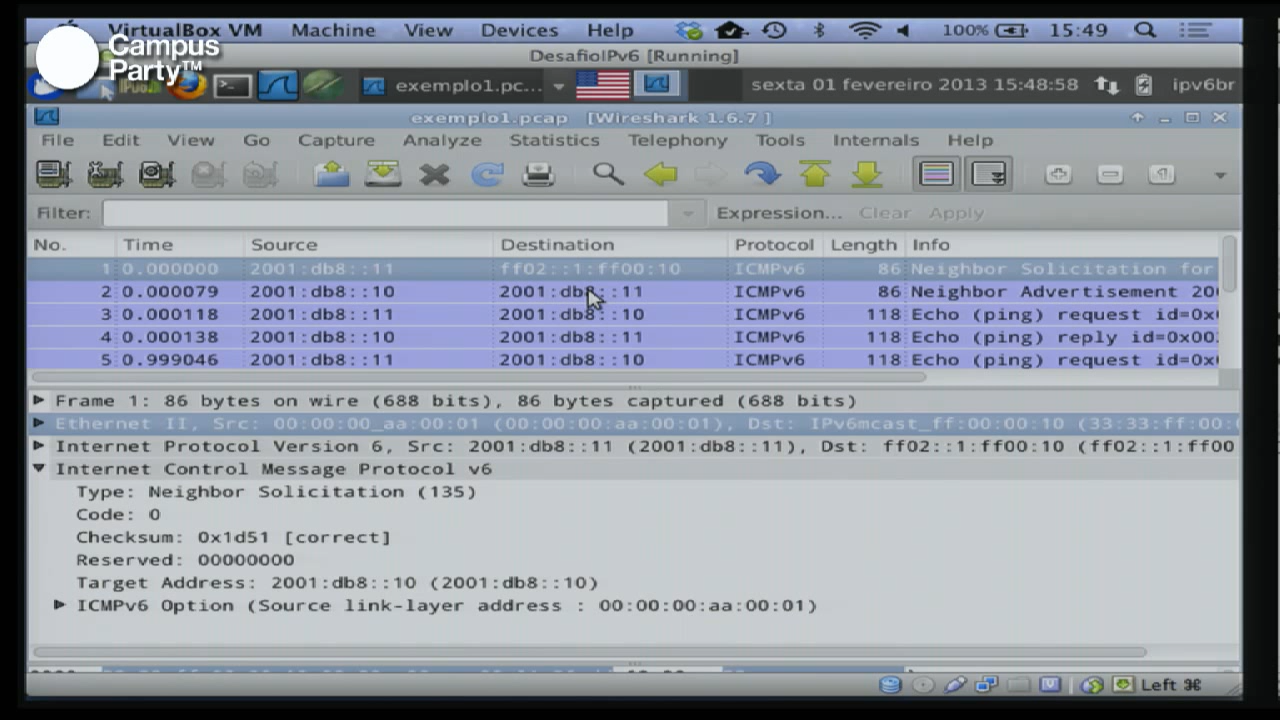 VirtualBox VM Machine View Devices Help 100% 15:49
Campus
Party™
DesafioIPv6 [Running]
exemplo1.pc... sexta 01 fevereiro 2013 15:48:58 ipv6br
exemplo1.pcap [Wireshark 1.6.7 ]
File Edit View Go Capture Analyze Statistics Telephony Tools Internals Help
Filter: Expression... Clear Apply
No. Time Source Destination Protocol Length Info
1 0.000000 2001:db8::11 ff02::1:ff00:10 ICMPv6 86 Neighbor Solicitation for
2 0.000079 2001:db8::10 2001:db8::11 ICMPv6 86 Neighbor Advertisement 20
3 0.000118 2001:db8::11 2001:db8::10 ICMPv6 118 Echo (ping) request id=0x
4 0.000138 2001:db8::10 2001:db8::11 ICMPv6 118 Echo (ping) reply id=0x00
5 0.999046 2001:db8::11 2001:db8::10 ICMPv6 118 Echo (ping) request id=0x
Frame 1: 86 bytes on wire (688 bits), 86 bytes captured (688 bits)
Ethernet II, Src: 00:00:00_aa:00:01 (00:00:00:aa:00:01), Dst: IPv6mcast_ff:00:00:10 (33:33:ff:00:
Internet Protocol Version 6, Src: 2001:db8::11 (2001:db8::11), Dst: ff02::1:ff00:10 (ff02::1:ff00
Internet Control Message Protocol v6
Type: Neighbor Solicitation (135)
Code: 0
Checksum: 0x1d51 [correct]
Reserved: 00000000
Target Address: 2001:db8::10 (2001:db8::10)
ICMPv6 Option (Source link-layer address : 00:00:00:aa:00:01)
Left ⌘